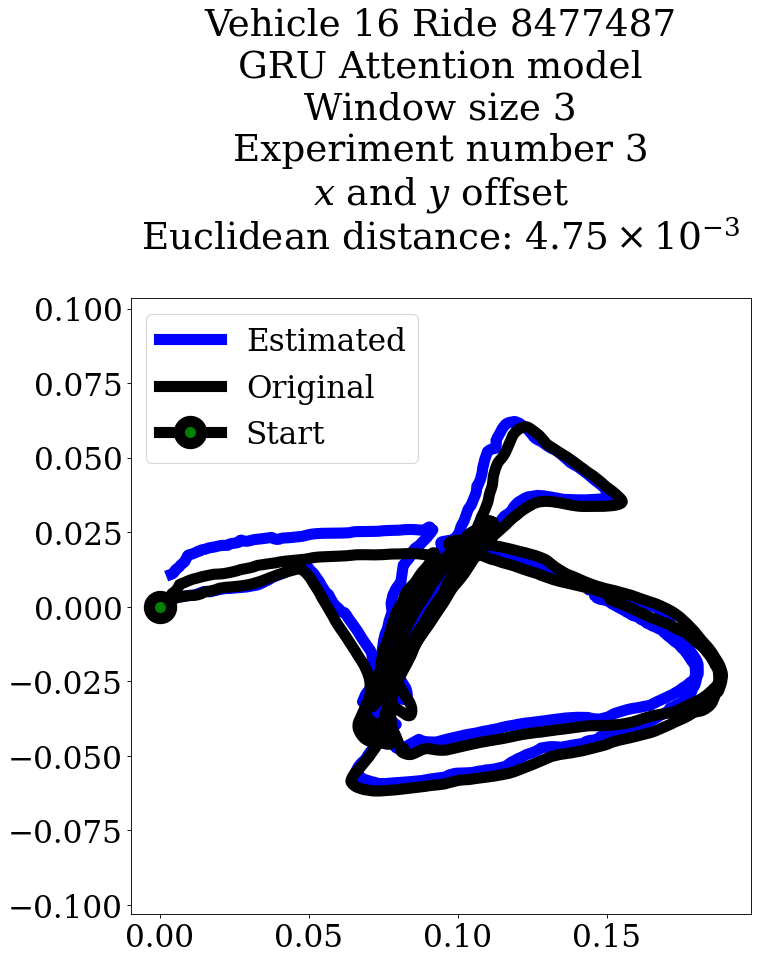 Vehicle 16 Ride 8477487
GRU Attention model
Window size 3
Experiment number 3
x and y offset
Euclidean distance: 4.75 × 10⁻³
0.100
0.075
0.050
0.025
0.000
−0.025
−0.050
−0.075
−0.100
Estimated
Original
Start
0.00 0.05 0.10 0.15